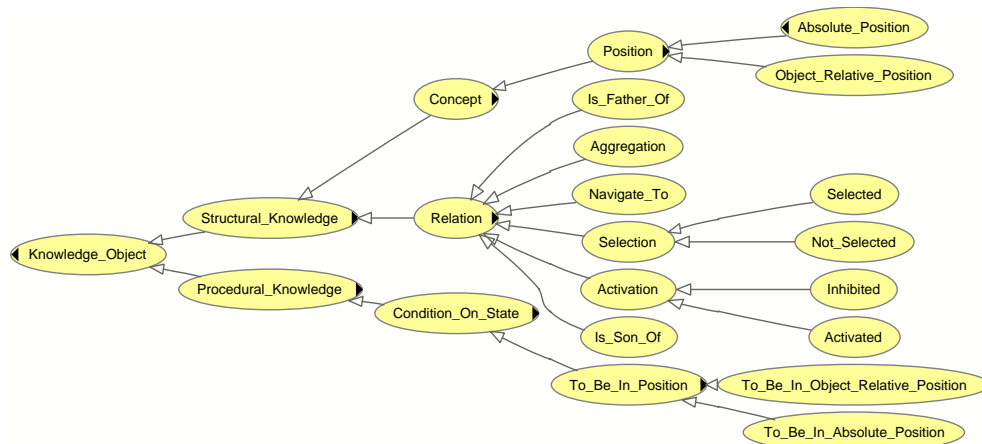 Absolute_Position
Position
Object_Relative_Position
Concept
Is_Father_Of
Aggregation
Navigate_To
Selected
Structural_Knowledge
Relation
Selection
Not_Selected
Knowledge_Object
Procedural_Knowledge
Activation
Inhibited
Condition_On_State
Is_Son_Of
Activated
To_Be_In_Position
To_Be_In_Object_Relative_Position
To_Be_In_Absolute_Position